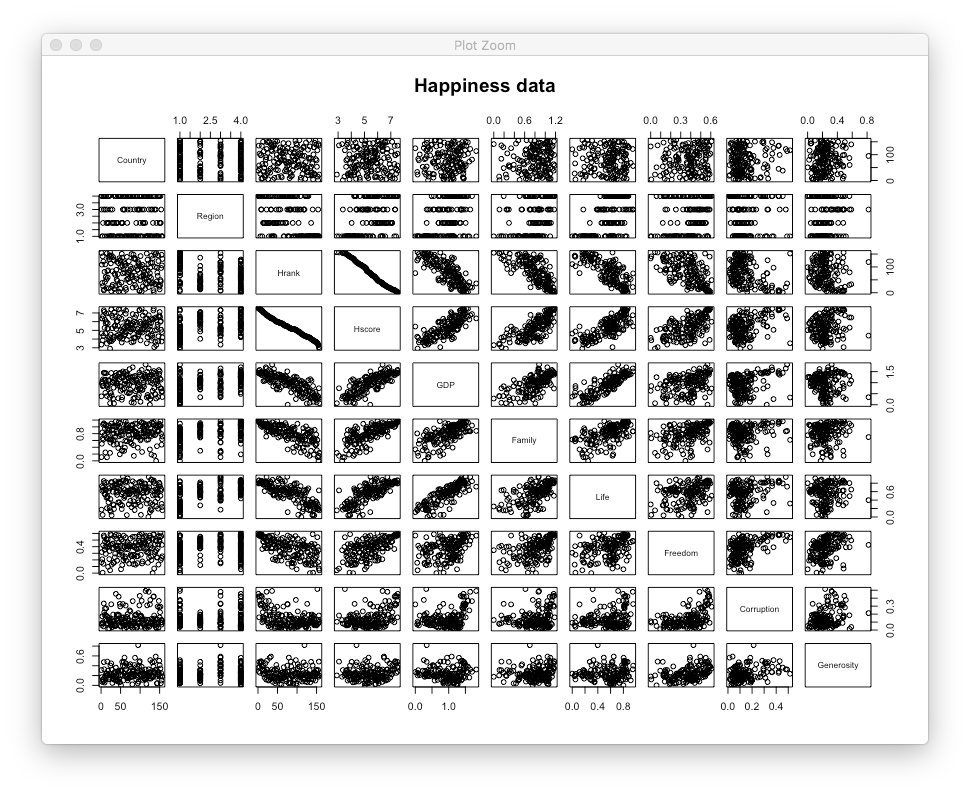 Plot Zoom
Happiness data
1.0 2.5 4.0 3 5 7 0.0 0.6 1.2 0.0 0.3 0.6 0.0 0.4 0.8
Country 0 100
1.0 3.0 Region
Hrank 0 100
3 5 7 Hscore
GDP 0.0 1.5
0.0 0.8 Family
Life 0.0 0.6
0.0 0.4 Freedom
Corruption 0.0 0.3
0.0 0.6 Generosity
0 50 150 0 50 150 0.0 1.0 0.0 0.4 0.8 0.0 0.2 0.4